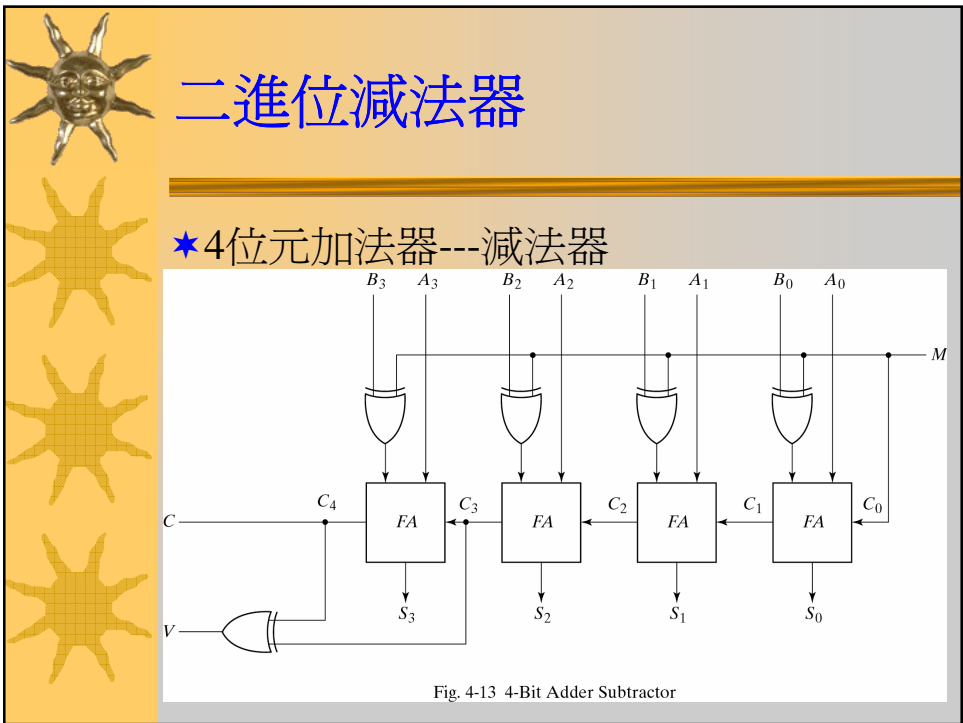 二進位減法器
4位元加法器---減法器
B3 A3 B2 A2 B1 A1 B0 A0
M
C4 C3 C2 C1 C0
C FA FA FA FA
S3 S2 S1 S0
V
Fig. 4-13 4-Bit Adder Subtractor